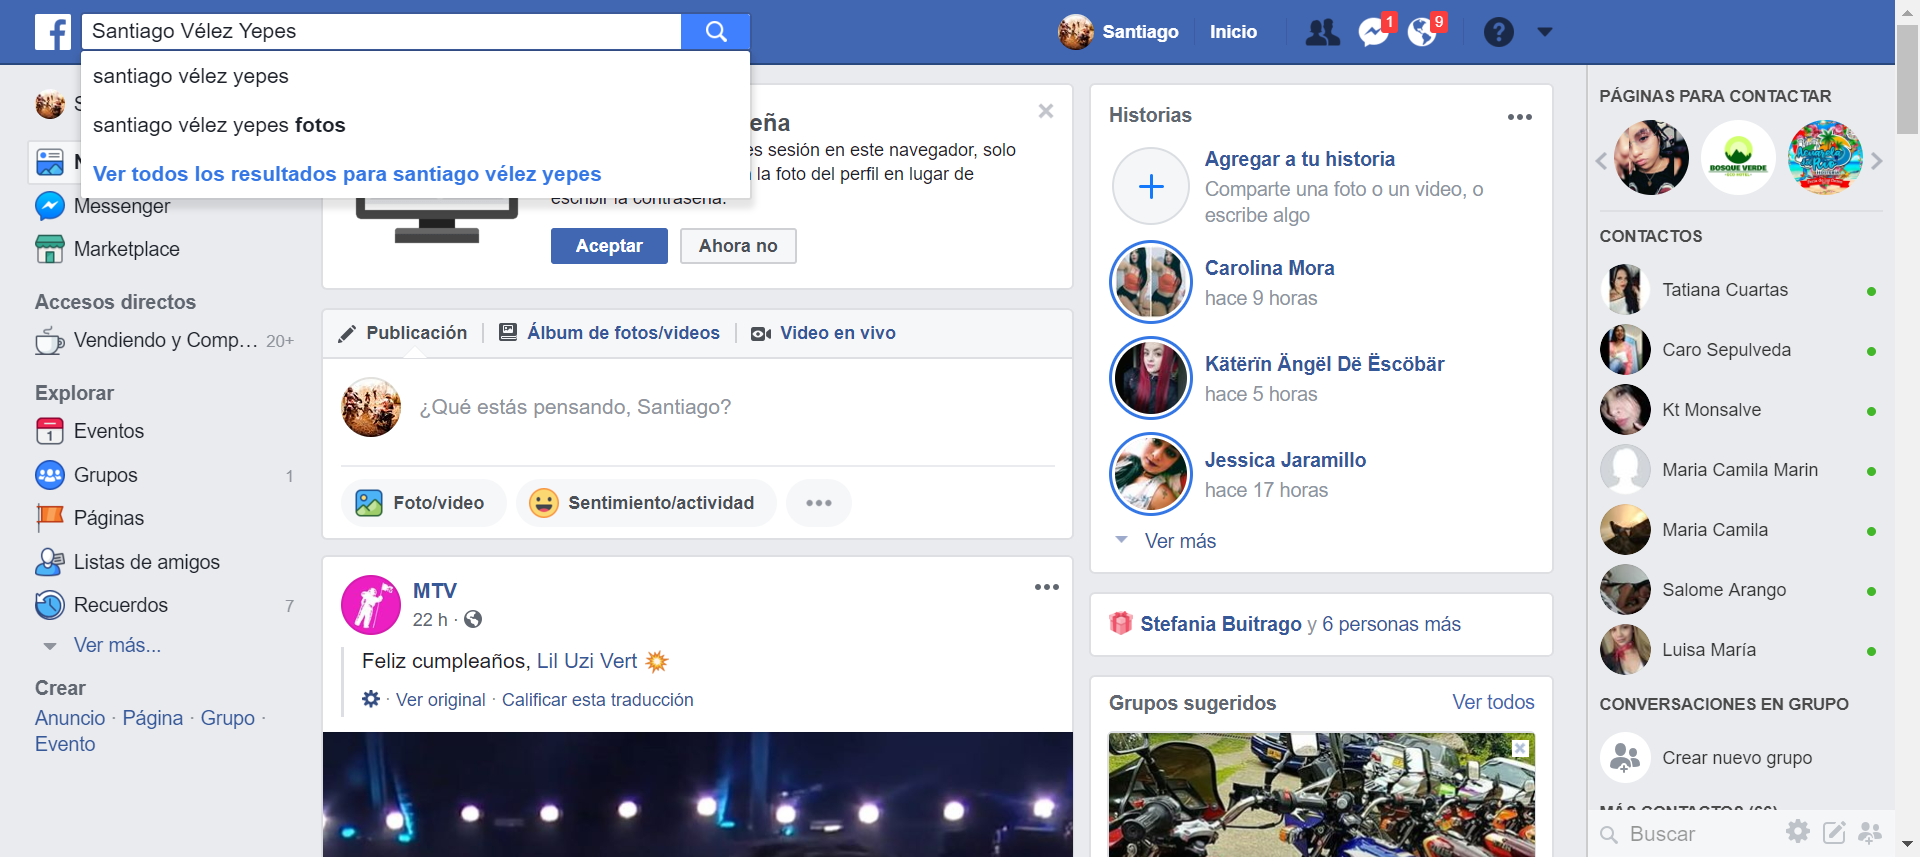 Santiago Vélez Yepes
santiago vélez yepes
santiago vélez yepes fotos
Ver todos los resultados para santiago vélez yepes
Santiago
Inicio
1
9
S
N
Messenger
Marketplace
Accesos directos
Vendiendo y Comp... 20+
Explorar
Eventos
Grupos 1
Páginas
Listas de amigos
Recuerdos 7
Ver más...
Crear
Anuncio · Página · Grupo ·
Evento
eña
es sesión en este navegador, solo
la foto del perfil en lugar de
escribir la contraseña.
Aceptar
Ahora no
Publicación
Álbum de fotos/videos
Video en vivo
¿Qué estás pensando, Santiago?
Foto/video
Sentimiento/actividad
MTV
22 h ·
Feliz cumpleaños, Lil Uzi Vert
· Ver original · Calificar esta traducción
Historias
Agregar a tu historia
Comparte una foto o un video, o
escribe algo
Carolina Mora
hace 9 horas
Kätërïn Ängël Dë Ëscöbär
hace 5 horas
Jessica Jaramillo
hace 17 horas
Ver más
Stefania Buitrago y 6 personas más
Grupos sugeridos
Ver todos
PÁGINAS PARA CONTACTAR
BOSQUE VERDE
CONTACTOS
Tatiana Cuartas
Caro Sepulveda
Kt Monsalve
Maria Camila Marin
Maria Camila
Salome Arango
Luisa María
CONVERSACIONES EN GRUPO
Crear nuevo grupo
MÁS CONTACTOS (66)
Buscar